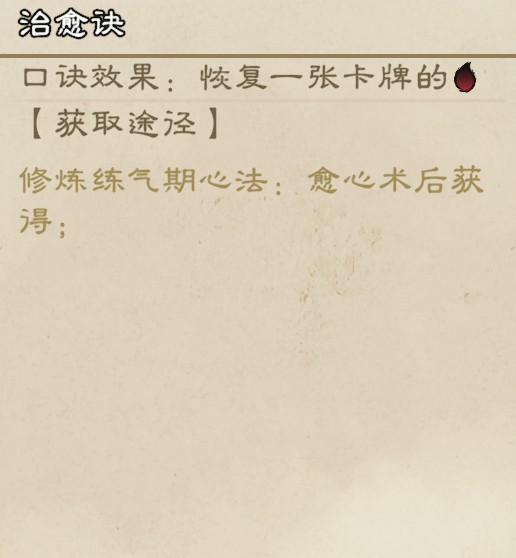 治愈诀
口诀效果：恢复一张卡牌的
【获取途径】
修炼练气期心法：愈心术后获
得；